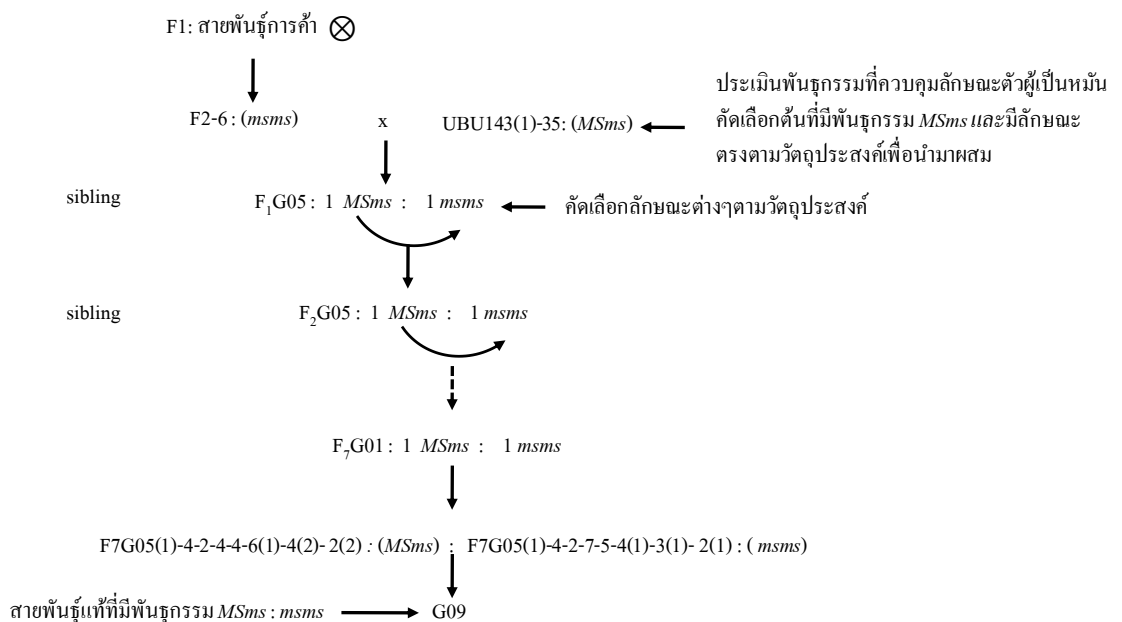 F1: สายพันธุ์การค้า
ประเมินพันธุกรรมที่ควบคุมลักษณะตัวผู้เป็นหมัน
F2-6 : (msms) x UBU143(1)-35: (MSms) คัดเลือกต้นที่มีพันธุกรรม MSms และมีลักษณะ
ตรงตามวัตถุประสงค์เพื่อนำมาผสม
sibling F₁G05 : 1 MSms : 1 msms คัดเลือกลักษณะต่างๆตามวัตถุประสงค์
sibling F₂G05 : 1 MSms : 1 msms
F₇G01 : 1 MSms : 1 msms
F7G05(1)-4-2-4-4-6(1)-4(2)- 2(2) : (MSms) : F7G05(1)-4-2-7-5-4(1)-3(1)- 2(1) : ( msms)
สายพันธุ์แท้ที่มีพันธุกรรม MSms : msms G09